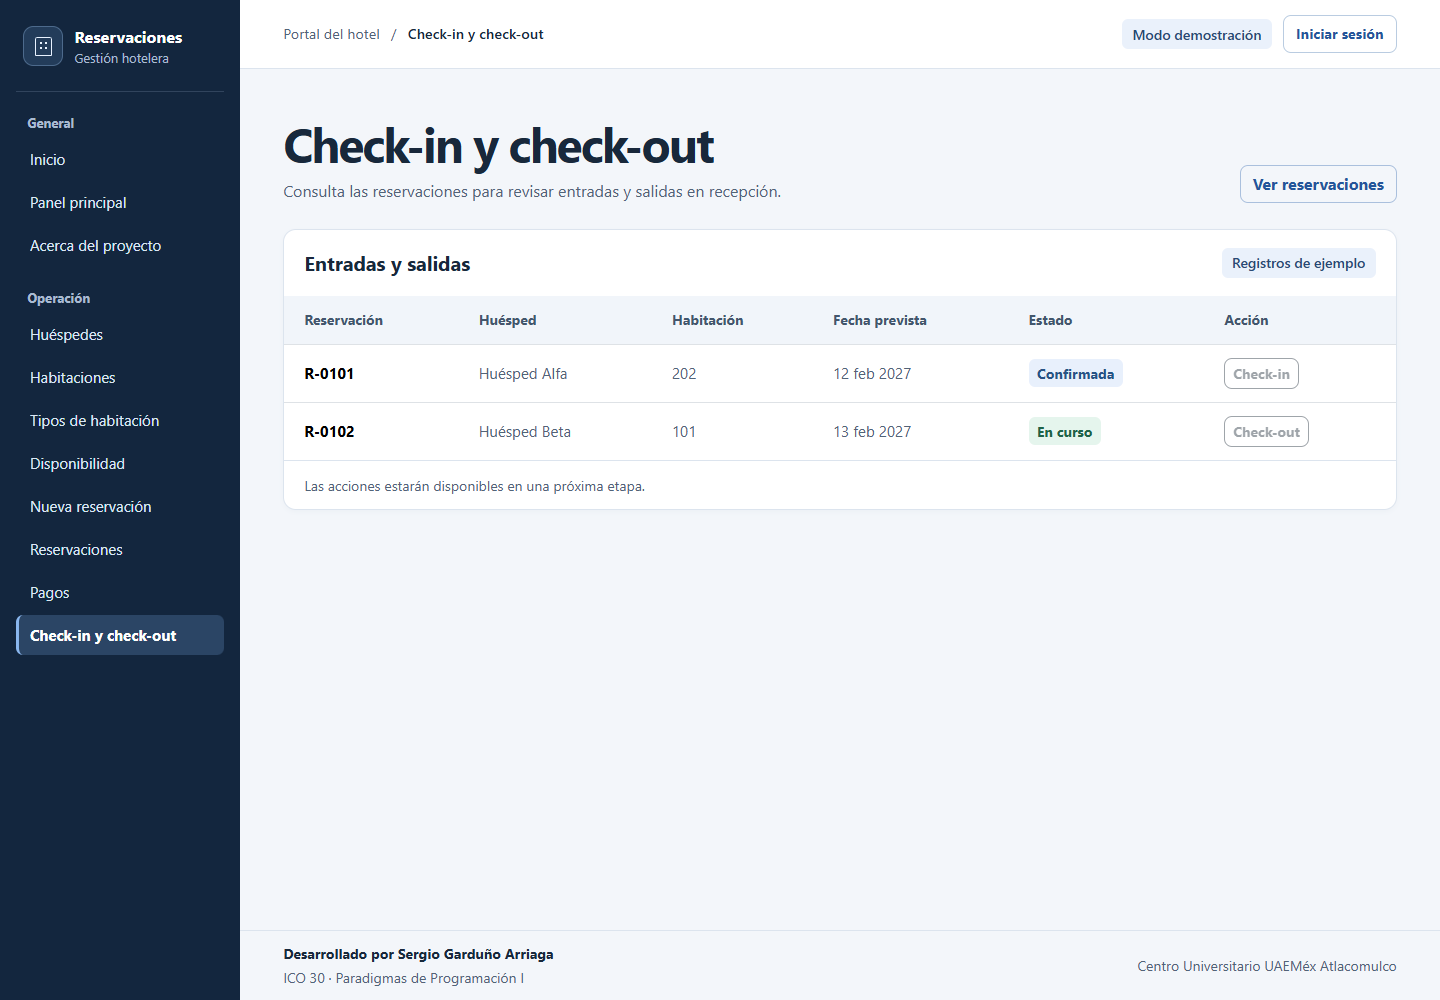 Reservaciones
Gestión hotelera
General
Inicio
Panel principal
Acerca del proyecto
Operación
Huéspedes
Habitaciones
Tipos de habitación
Disponibilidad
Nueva reservación
Reservaciones
Pagos
Check-in y check-out
Portal del hotel / Check-in y check-out
Modo demostración
Iniciar sesión
Check-in y check-out
Consulta las reservaciones para revisar entradas y salidas en recepción.
Ver reservaciones
Entradas y salidas
Registros de ejemplo
Reservación Huésped Habitación Fecha prevista Estado Acción
R-0101 Huésped Alfa 202 12 feb 2027 Confirmada Check-in
R-0102 Huésped Beta 101 13 feb 2027 En curso Check-out
Las acciones estarán disponibles en una próxima etapa.
Desarrollado por Sergio Garduño Arriaga
ICO 30 · Paradigmas de Programación I
Centro Universitario UAEMéx Atlacomulco